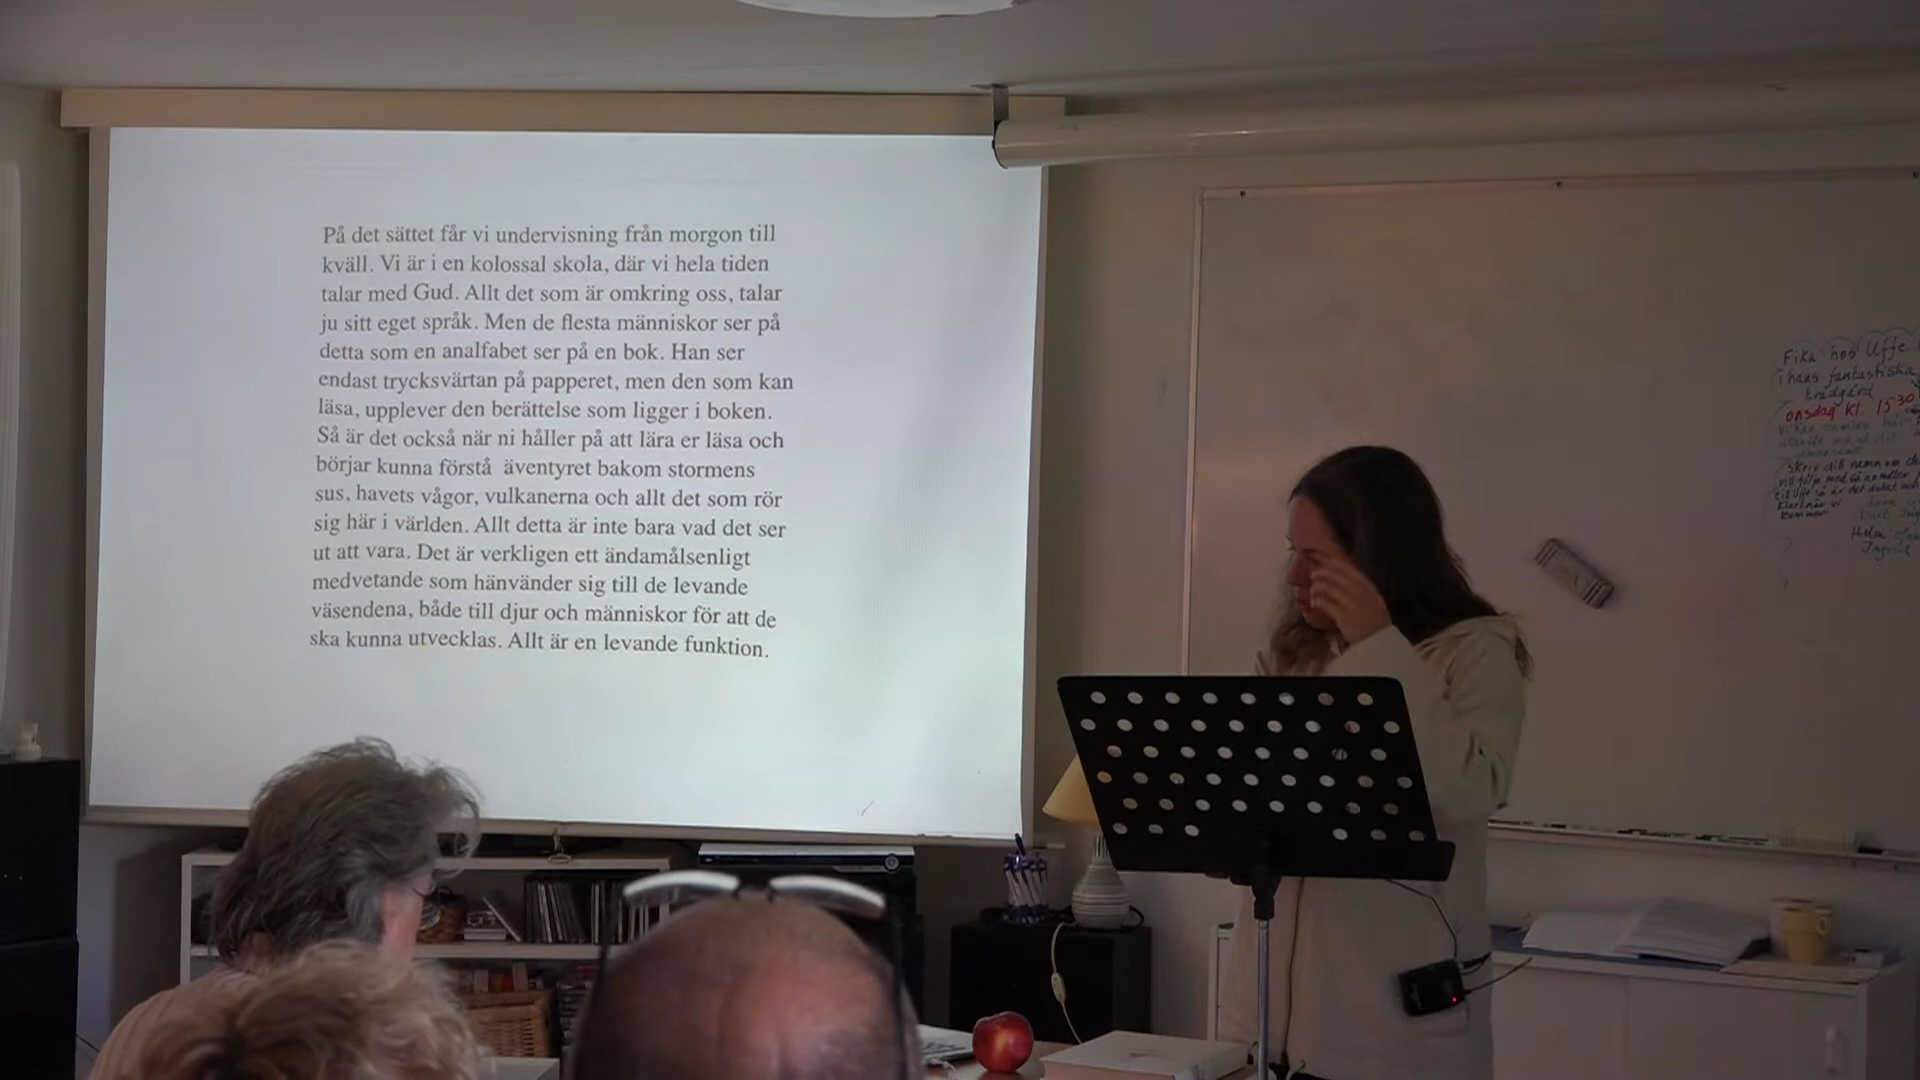 På det sättet får vi undervisning från morgon till
kväll. Vi är i en kolossal skola, där vi hela tiden
talar med Gud. Allt det som är omkring oss, talar
ju sitt eget språk. Men de flesta människor ser på
detta som en analfabet ser på en bok. Han ser
endast trycksvärtan på papperet, men den som kan
läsa, upplever den berättelse som ligger i boken.
Så är det också när ni håller på att lära er läsa och
börjar kunna förstå äventyret bakom stormens
sus, havets vågor, vulkanerna och allt det som rör
sig här i världen. Allt detta är inte bara vad det ser
ut att vara. Det är verkligen ett ändamålsenligt
medvetande som hänvänder sig till de levande
väsendena, både till djur och människor för att de
ska kunna utvecklas. Allt är en levande funktion.
Fika hos Uffe
i hans fantastiska
trädgård
onsdag kl. 15 30
skriv ditt namn om
kommer
Helen
Ingrid